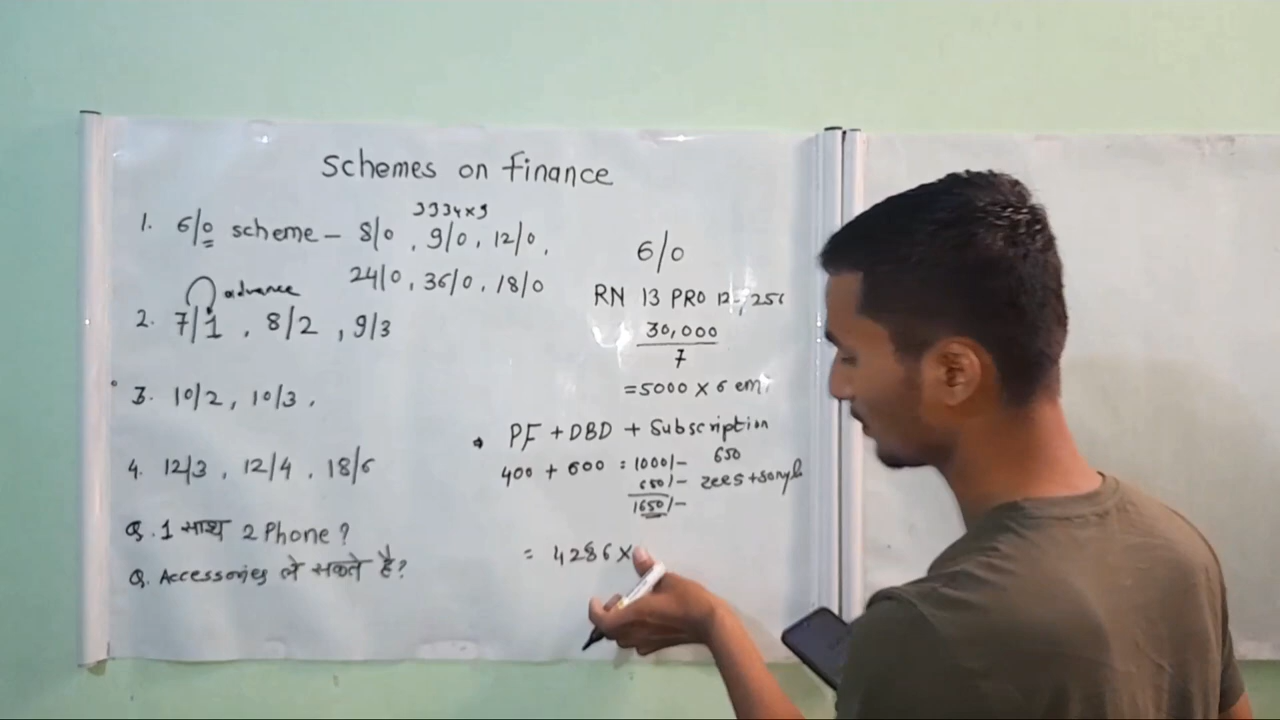 Schemes on finance
3334×9
1. 6/0 scheme – 8/0 , 9/0, 12/0,
24/0, 36/0, 18/0
advance
2. 7/1 , 8/2 , 9/3
3. 10/2, 10/3 ,
4. 12/3 , 12/4 , 18/6
Q. 1 साथ 2 Phone ?
Q. Accessories ले सकते है?
6/0
RN 13 PRO 12 , 256
30,000
7
=5000 × 6 emi
PF + DBD + Subscription
400 + 600 = 1000/- 650
650/- zee5 + sonyl
1650/-
= 4286×